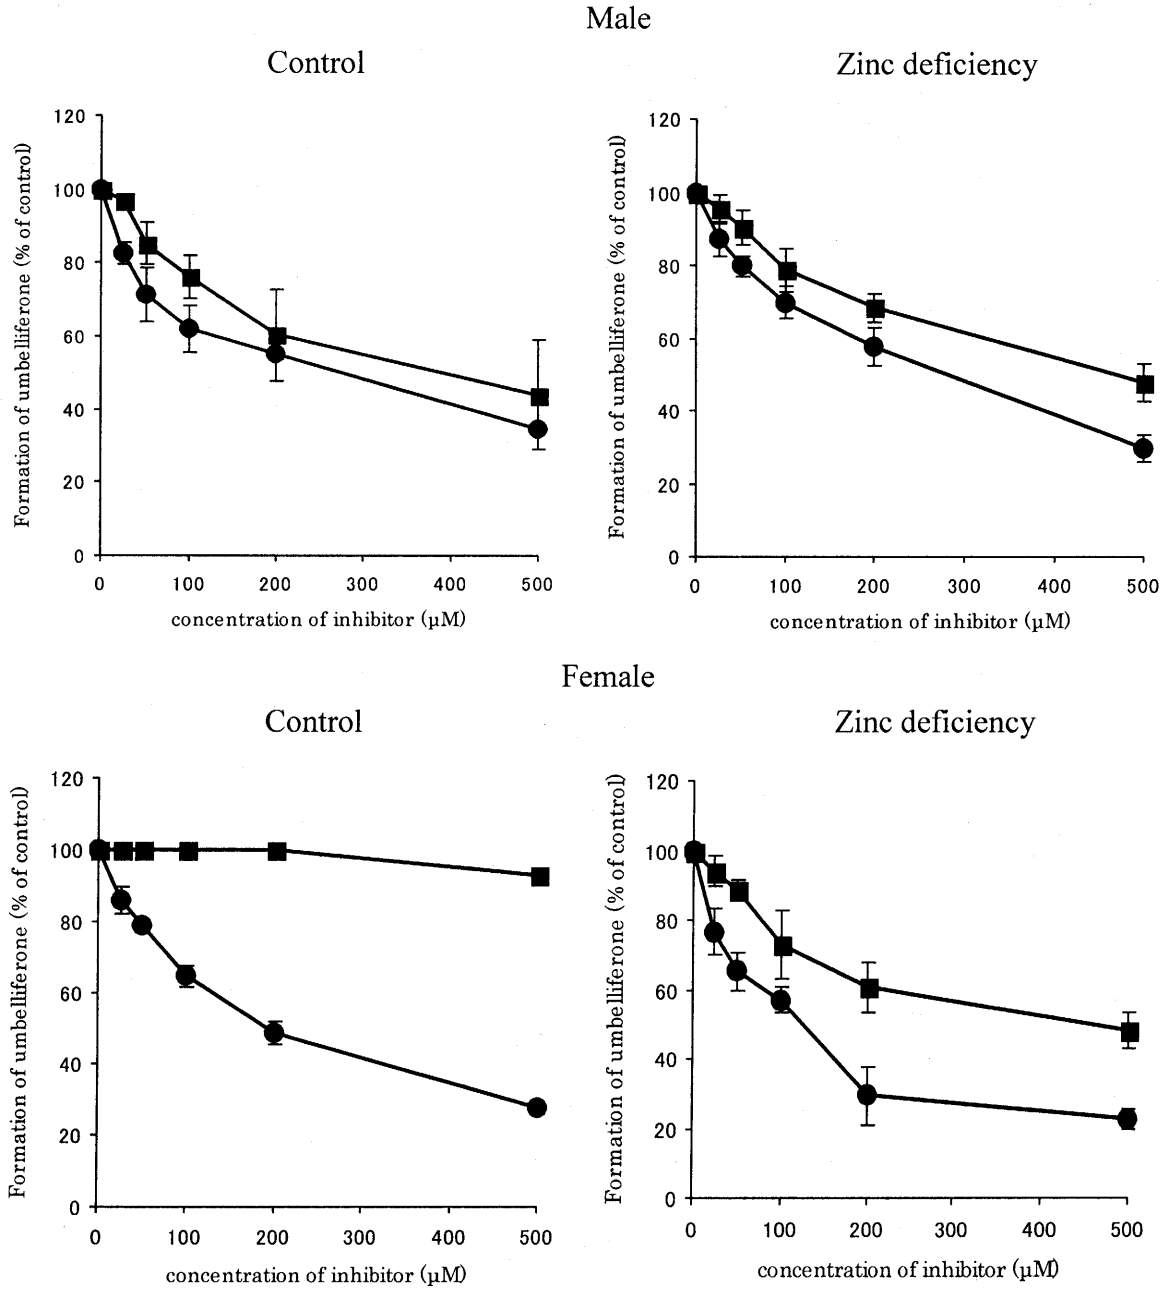 Male
Control
Zinc deficiency
120
100
80
60
40
20
0
Formation of umbelliferone (% of control)
0 100 200 300 400 500
concentration of inhibitor (µM)
120
100
80
60
40
20
0
Formation of umbelliferone (% of control)
0 100 200 300 400 500
concentration of inhibitor (µM)
Female
Control
Zinc deficiency
120
100
80
60
40
20
0
Formation of umbelliferone (% of control)
0 100 200 300 400 500
concentration of inhibitor (µM)
120
100
80
60
40
20
0
Formation of umbelliferone (% of control)
0 100 200 300 400 500
concentration of inhibitor (µM)